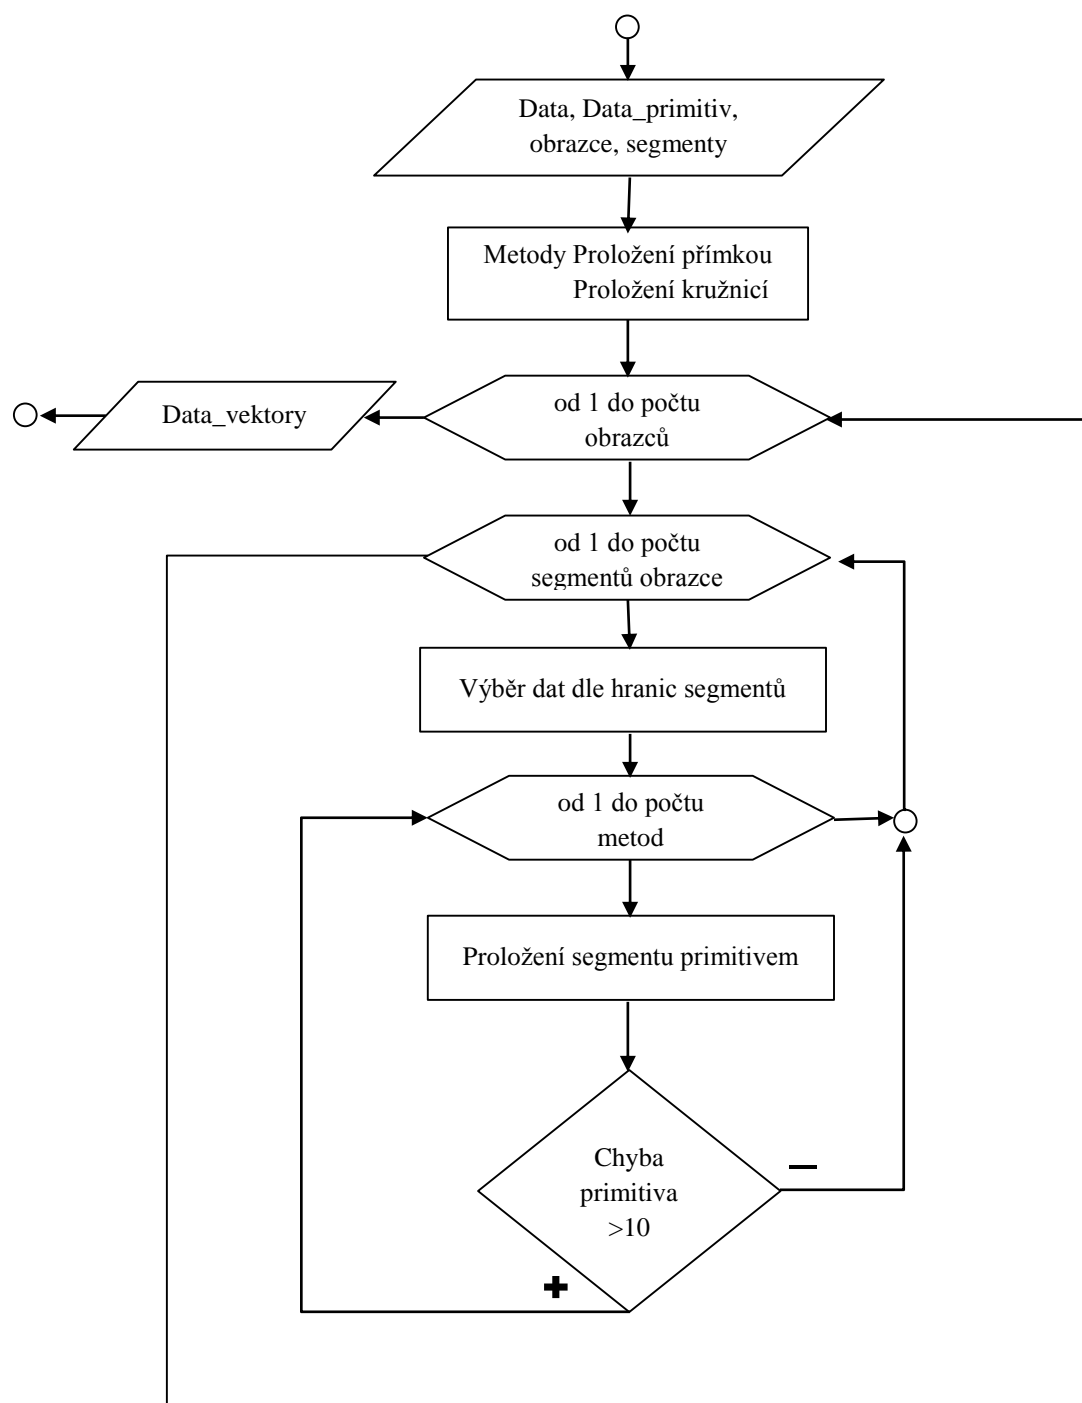 Data, Data_primitiv,
obrazce, segmenty
Metody Proložení přímkou
Proložení kružnicí
od 1 do počtu
obrazců
Data_vektory
od 1 do počtu
segmentů obrazce
Výběr dat dle hranic segmentů
od 1 do počtu
metod
Proložení segmentu primitivem
Chyba
primitiva
>10
–
+